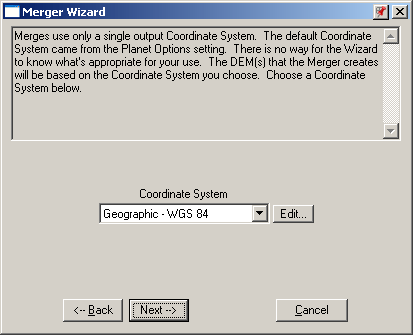 Merger Wizard
Merges use only a single output Coordinate System.  The default Coordinate
System came from the Planet Options setting.  There is no way for the Wizard
to know what's appropriate for your use.  The DEM(s) that the Merger creates
will be based on the Coordinate System you choose.  Choose a Coordinate
System below.
Coordinate System
Geographic - WGS 84
Edit...
<-- Back
Next -->
Cancel